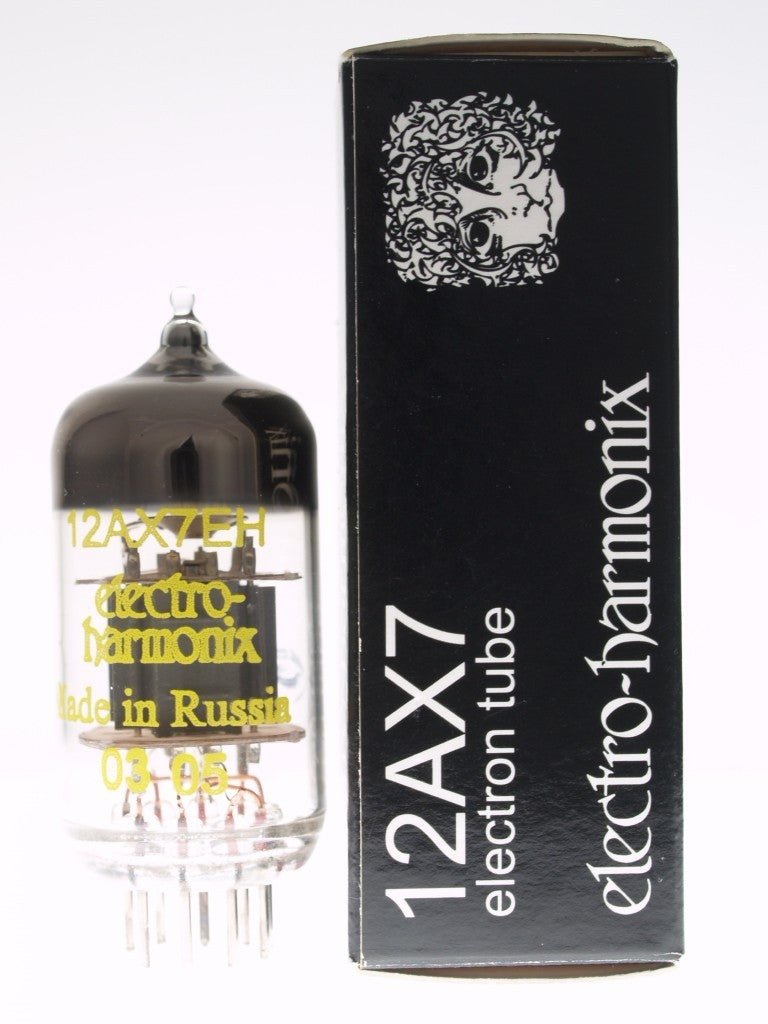 12AX7EH
electro-
harmonix
Made in Russia
03 05
12AX7
electron tube
electro-harmonix